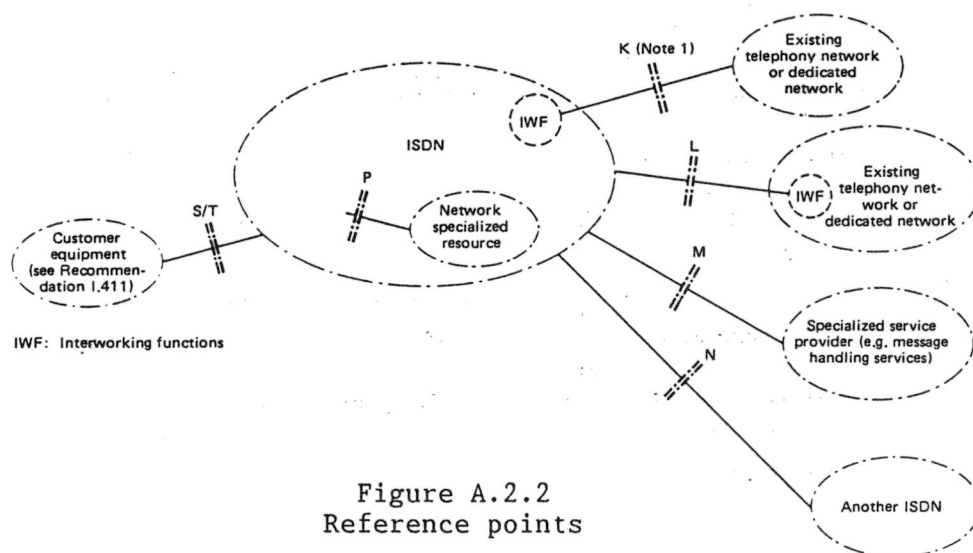 K (Note 1)
Existing
telephony network
or dedicated
network
IWF
ISDN
L
Existing
telephony net-
work or
dedicated network
IWF
P
Network
specialized
resource
S/T
Customer
equipment
(see Recommen-
dation I.411)
M
Specialized service
provider (e.g. message
handling services)
IWF: Interworking functions
N
Another ISDN
Figure A.2.2
Reference points